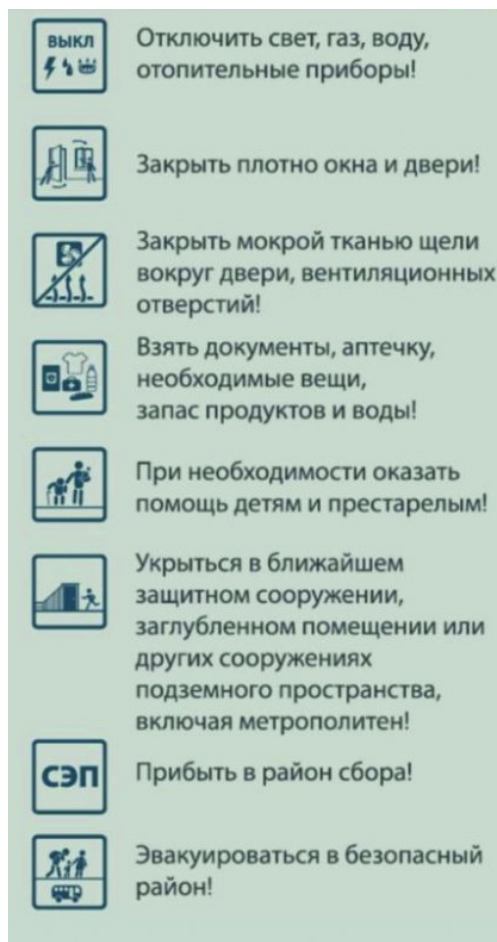 ВЫКЛ
Отключить свет, газ, воду,
отопительные приборы!
Закрыть плотно окна и двери!
Закрыть мокрой тканью щели
вокруг двери, вентиляционных
отверстий!
Взять документы, аптечку,
необходимые вещи,
запас продуктов и воды!
При необходимости оказать
помощь детям и престарелым!
Укрыться в ближайшем
защитном сооружении,
заглубленном помещении или
других сооружениях
подземного пространства,
включая метрополитен!
СЭП
Прибыть в район сбора!
Эвакуироваться в безопасный
район!